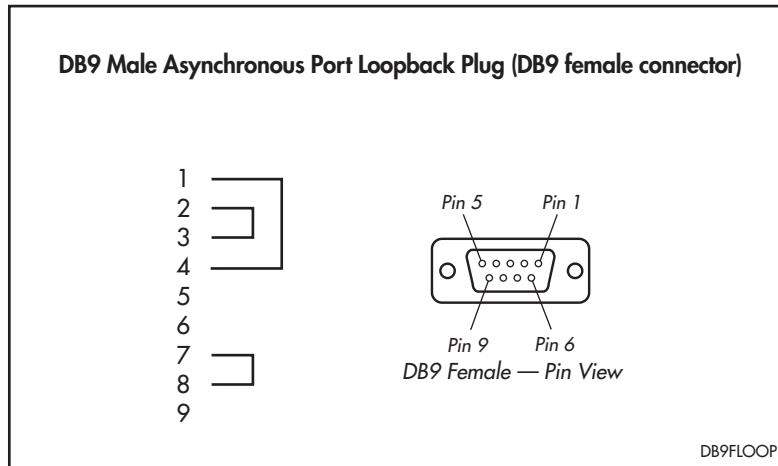 DB9 Male Asynchronous Port Loopback Plug (DB9 female connector)
1
2
3
4
5
6
7
8
9
Pin 5
Pin 1
Pin 9
Pin 6
DB9 Female — Pin View
DB9FLOOP